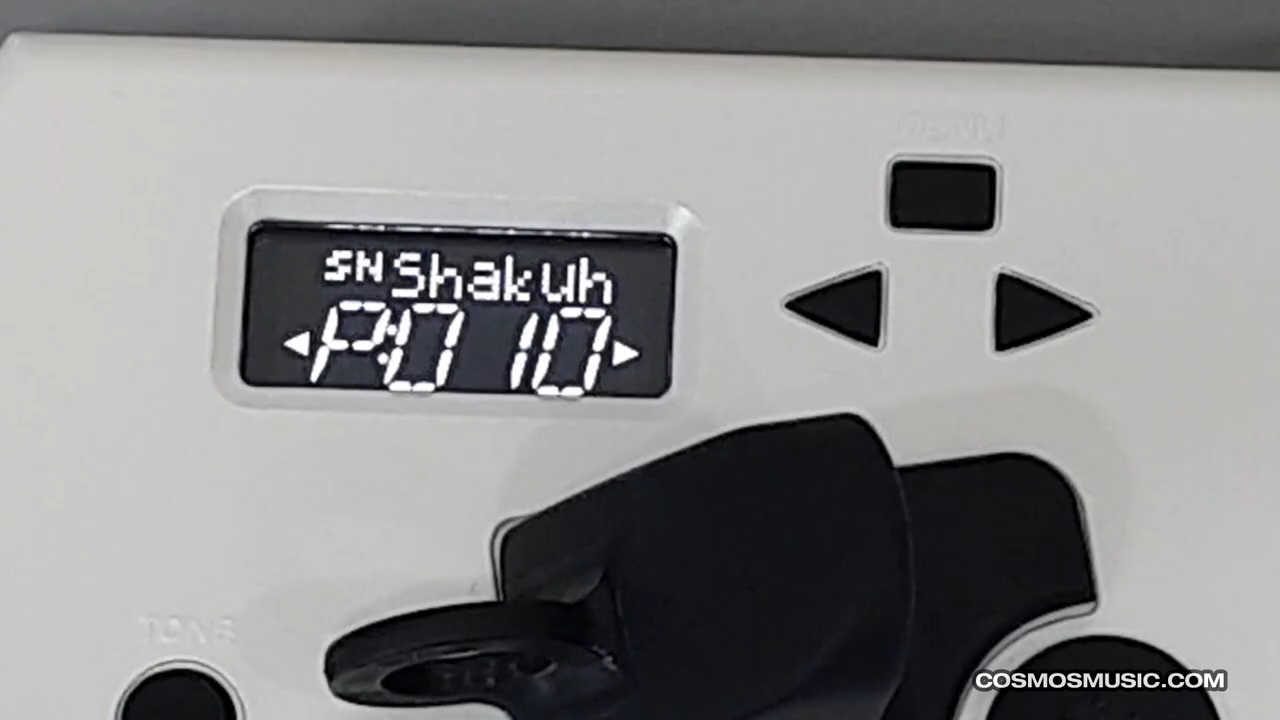 MENU
SN Shakuh
◀P:010▶
TONE
COSMOSMUSIC.COM